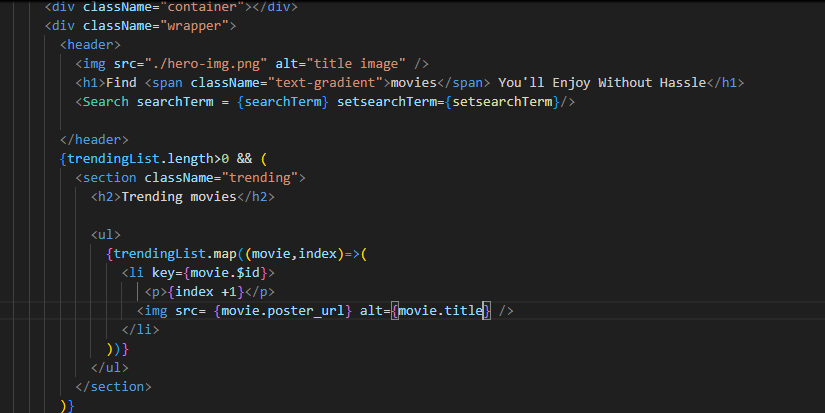 <div className="container"></div>
<div className="wrapper">
<header>
<img src="./hero-img.png" alt="title image" />
<h1>Find <span className="text-gradient">movies</span> You'll Enjoy Without Hassle</h1>
<Search searchTerm = {searchTerm} setsearchTerm={setsearchTerm}/>
</header>
{trendingList.length>0 && (
<section className="trending">
<h2>Trending movies</h2>
<ul>
{trendingList.map((movie,index)=>(
<li key={movie.$id}>
<p>{index +1}</p>
<img src= {movie.poster_url} alt={movie.title} />
</li>
))}
</ul>
</section>
)}